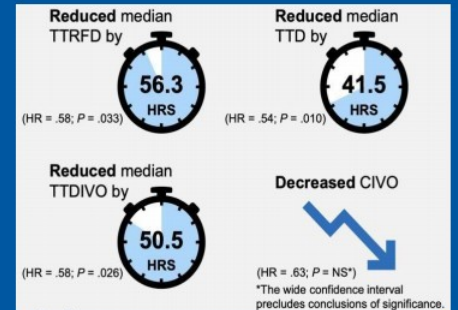 Reduced median
TTRFD by
56.3
HRS
(HR = .58; P = .033)
Reduced median
TTD by
41.5
HRS
(HR = .54; P = .010)
Reduced median
TTDIVO by
50.5
HRS
(HR = .58; P = .026)
Decreased CIVO
(HR = .63; P = NS*)
*The wide confidence interval
precludes conclusions of significance.